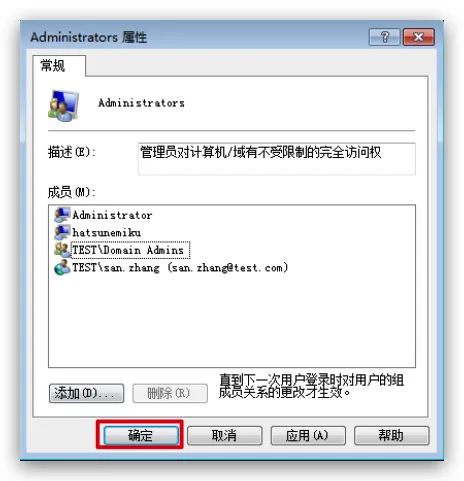 Administrators 属性
常规
Administrators
描述(E):
管理员对计算机/域有不受限制的完全访问权
成员(M):
Administrator
hatsunemiku
TEST\Domain Admins
TEST\san.zhang (san.zhang@test.com)
添加(D)...
删除(R)
直到下一次用户登录时对用户的组
成员关系的更改才生效。
确定
取消
应用(A)
帮助